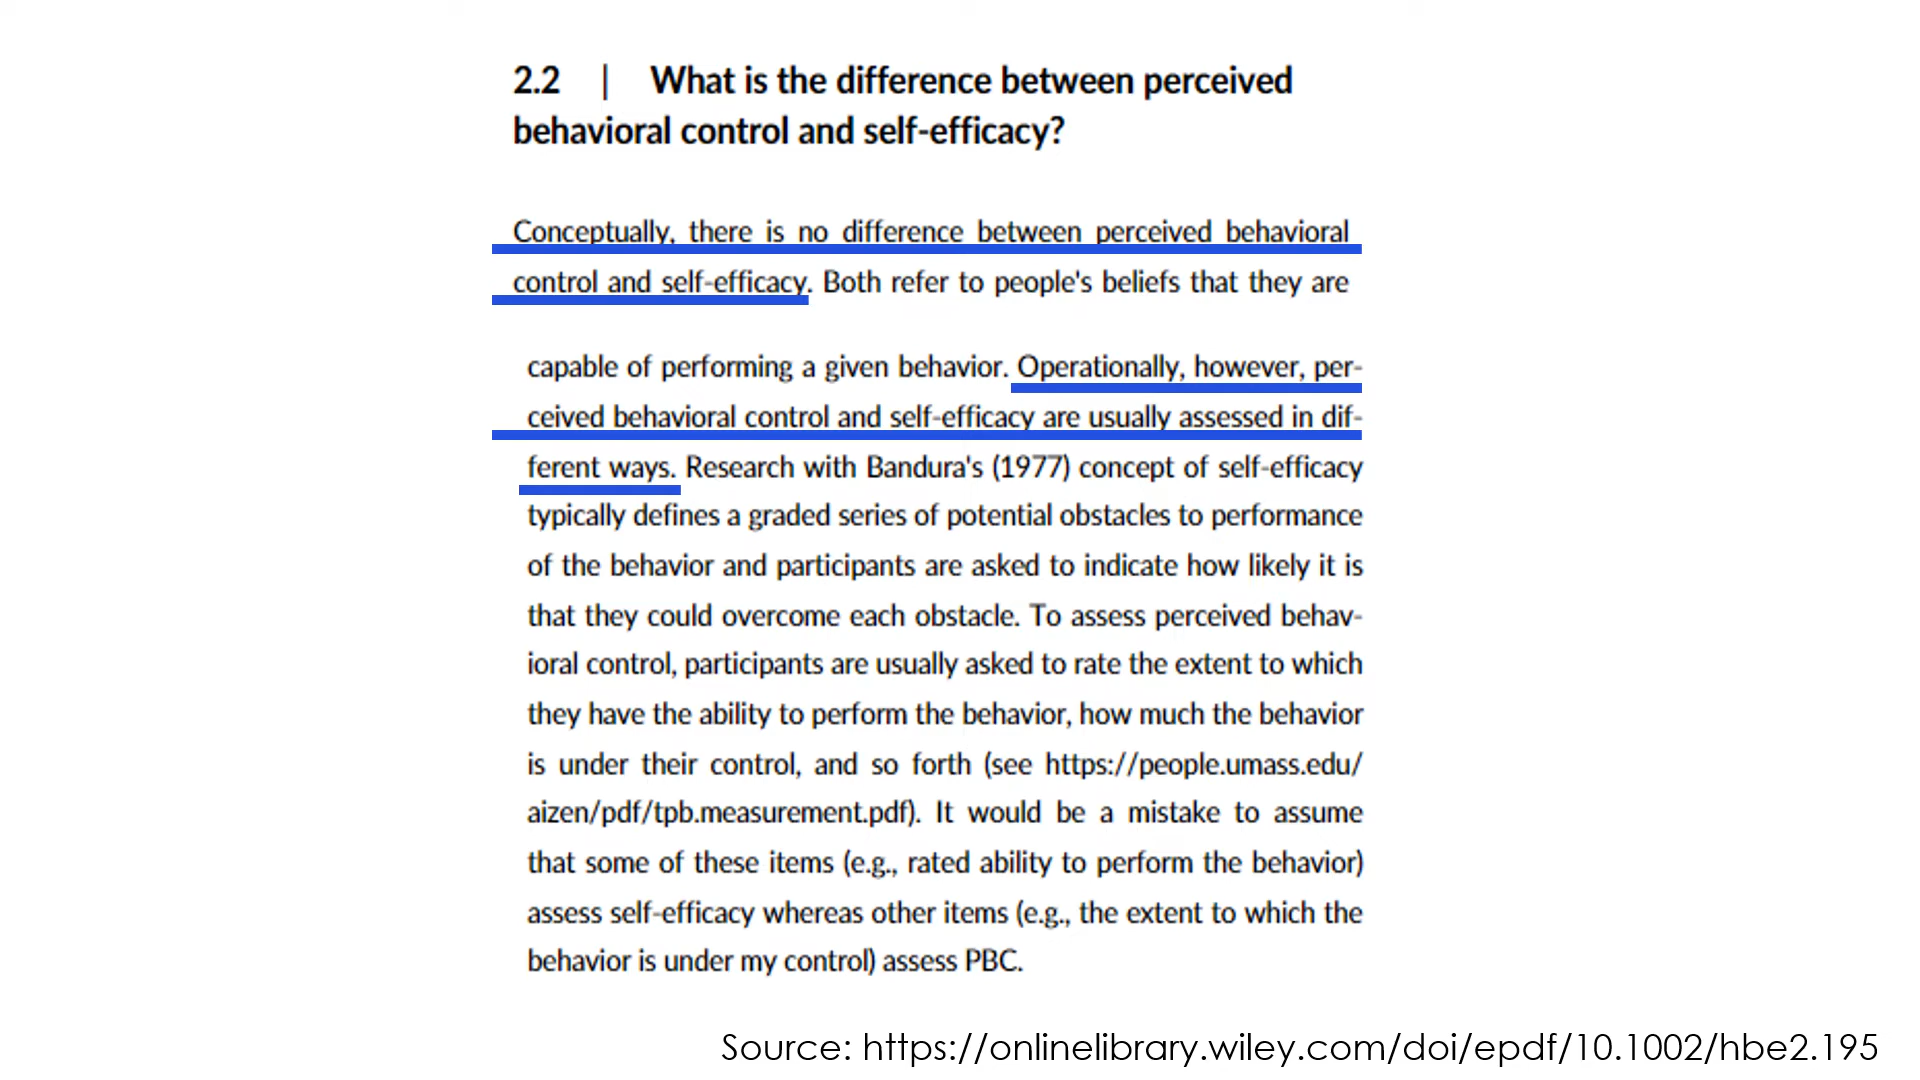 2.2 | What is the difference between perceived
behavioral control and self-efficacy?
Conceptually, there is no difference between perceived behavioral
control and self-efficacy. Both refer to people's beliefs that they are
capable of performing a given behavior. Operationally, however, per-
ceived behavioral control and self-efficacy are usually assessed in dif-
ferent ways. Research with Bandura's (1977) concept of self-efficacy
typically defines a graded series of potential obstacles to performance
of the behavior and participants are asked to indicate how likely it is
that they could overcome each obstacle. To assess perceived behav-
ioral control, participants are usually asked to rate the extent to which
they have the ability to perform the behavior, how much the behavior
is under their control, and so forth (see https://people.umass.edu/
aizen/pdf/tpb.measurement.pdf). It would be a mistake to assume
that some of these items (e.g., rated ability to perform the behavior)
assess self-efficacy whereas other items (e.g., the extent to which the
behavior is under my control) assess PBC.
Source: https://onlinelibrary.wiley.com/doi/epdf/10.1002/hbe2.195